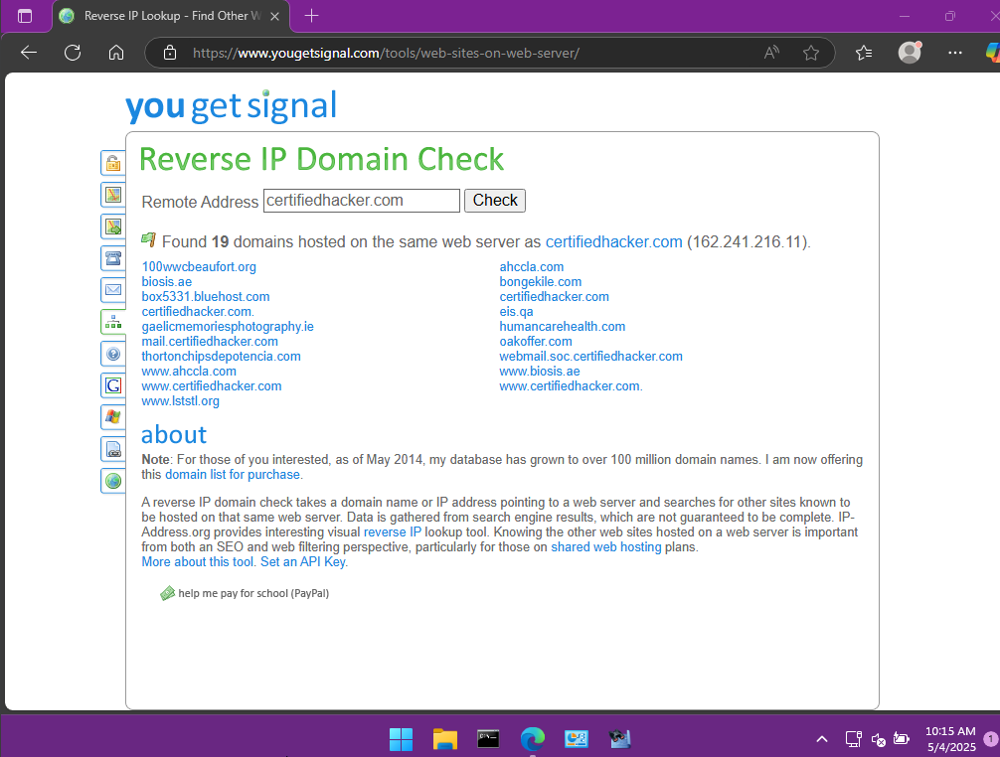 Reverse IP Lookup - Find Other W
https://www.yougetsignal.com/tools/web-sites-on-web-server/
you get signal
Reverse IP Domain Check
Remote Address certifiedhacker.com Check
Found 19 domains hosted on the same web server as certifiedhacker.com (162.241.216.11).
100wwcbeaufort.org ahccla.com
biosis.ae bongekile.com
box5331.bluehost.com certifiedhacker.com
certifiedhacker.com. eis.qa
gaelicmemoriesphotography.ie humancarehealth.com
mail.certifiedhacker.com oakoffer.com
thortonchipsdepotencia.com webmail.soc.certifiedhacker.com
www.ahccla.com www.biosis.ae
www.certifiedhacker.com www.certifiedhacker.com.
www.lststl.org
about
Note: For those of you interested, as of May 2014, my database has grown to over 100 million domain names. I am now offering
this domain list for purchase.
A reverse IP domain check takes a domain name or IP address pointing to a web server and searches for other sites known to
be hosted on that same web server. Data is gathered from search engine results, which are not guaranteed to be complete. IP-
Address.org provides interesting visual reverse IP lookup tool. Knowing the other web sites hosted on a web server is important
from both an SEO and web filtering perspective, particularly for those on shared web hosting plans.
More about this tool. Set an API Key.
help me pay for school (PayPal)
10:15 AM
5/4/2025
1